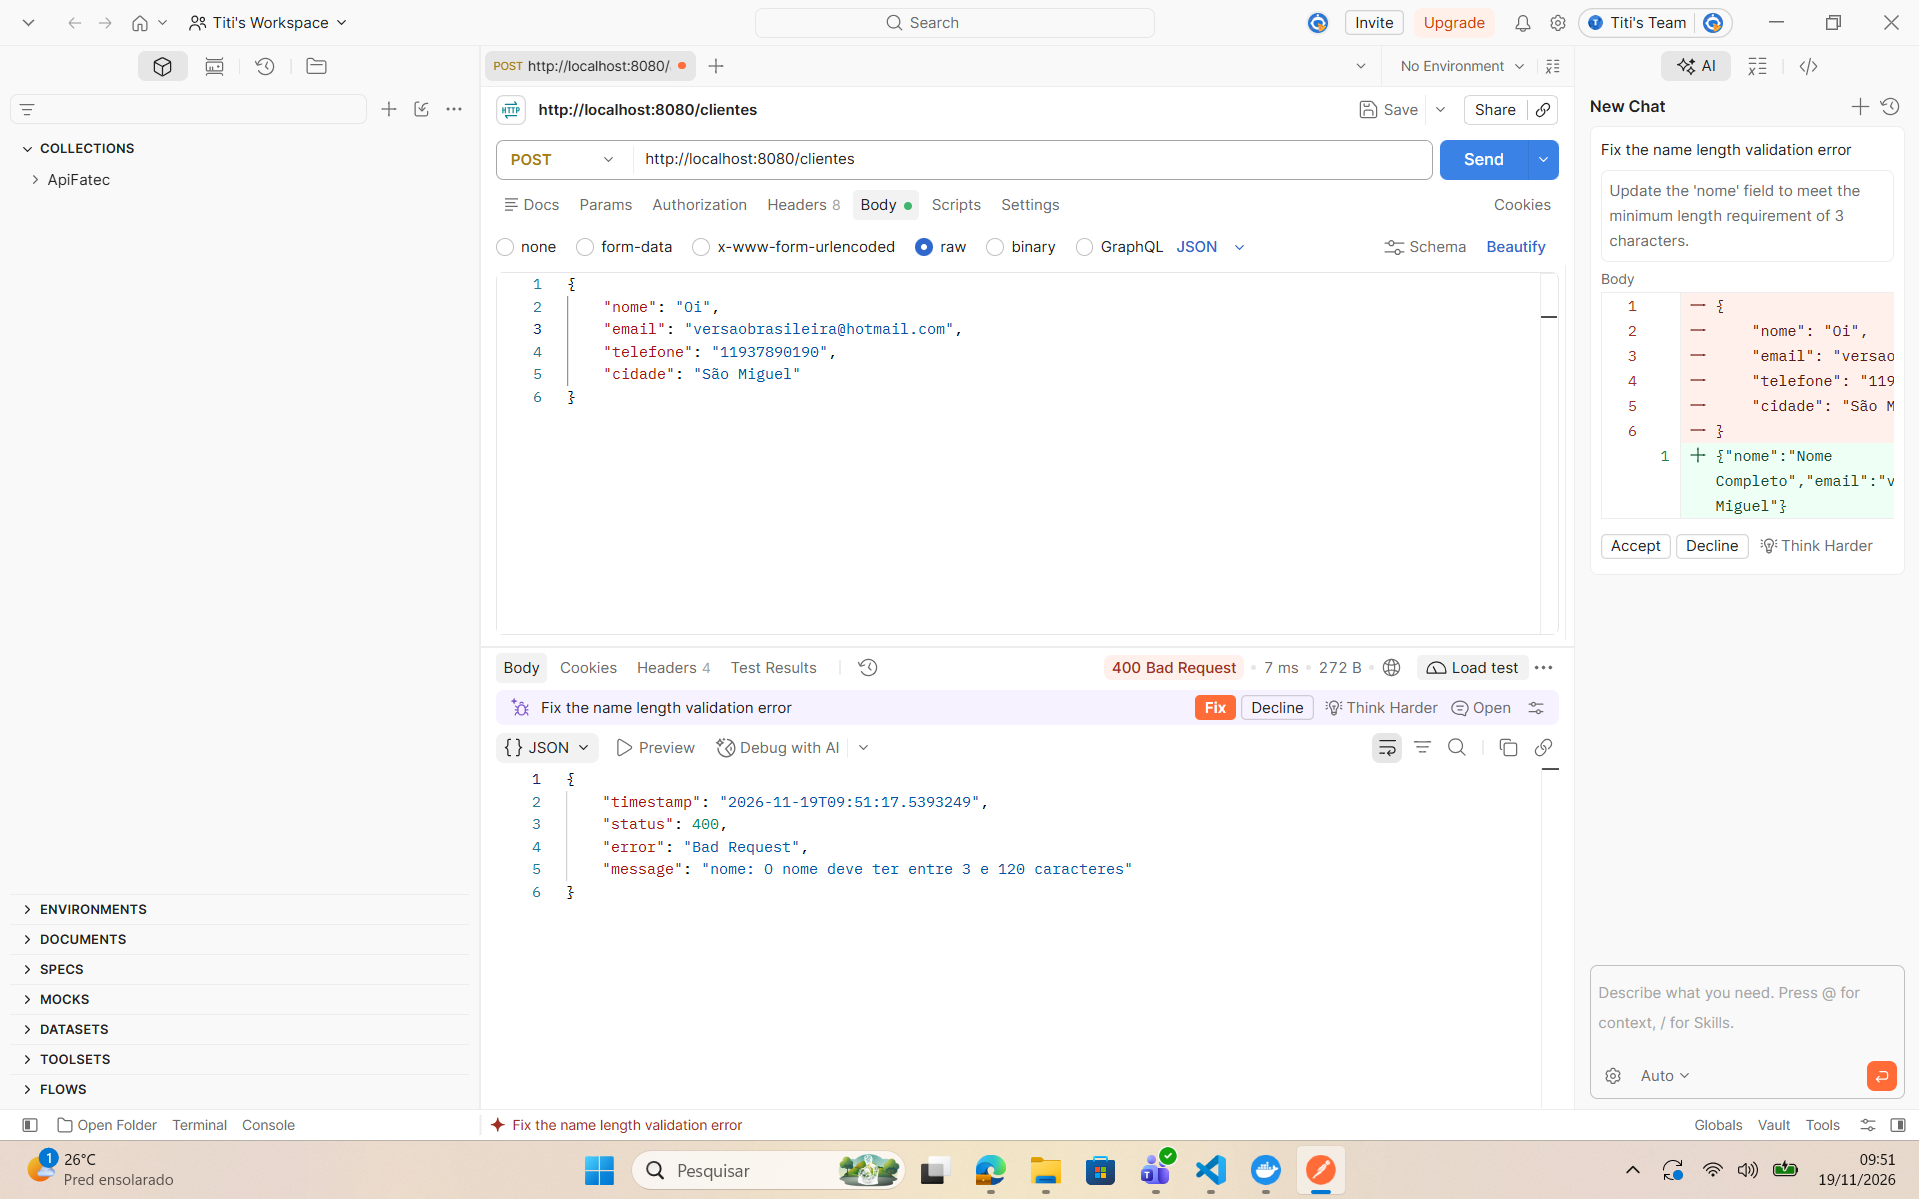 Titi's Workspace
Search
Invite
Upgrade
T
Titi's Team
POST http://localhost:8080/
No Environment
AI
COLLECTIONS
ApiFatec
HTTP
http://localhost:8080/clientes
Save
Share
POST
http://localhost:8080/clientes
Send
Docs
Params
Authorization
Headers 8
Body
Scripts
Settings
Cookies
none
form-data
x-www-form-urlencoded
raw
binary
GraphQL
JSON
Schema
Beautify
1 {
2 "nome": "Oi",
3 "email": "versaobrasileira@hotmail.com",
4 "telefone": "11937890190",
5 "cidade": "São Miguel"
6 }
Body
Cookies
Headers 4
Test Results
400 Bad Request
7 ms
272 B
Load test
Fix the name length validation error
Fix
Decline
Think Harder
Open
{} JSON
Preview
Debug with AI
1 {
2 "timestamp": "2026-11-19T09:51:17.5393249",
3 "status": 400,
4 "error": "Bad Request",
5 "message": "nome: O nome deve ter entre 3 e 120 caracteres"
6 }
New Chat
Fix the name length validation error
Update the 'nome' field to meet the
minimum length requirement of 3
characters.
Body
1 — {
2 — "nome": "Oi",
3 — "email": "versao
4 — "telefone": "119
5 — "cidade": "São M
6 — }
1 + {"nome":"Nome
Completo","email":"v
Miguel"}
Accept
Decline
Think Harder
Describe what you need. Press @ for
context, / for Skills.
Auto
ENVIRONMENTS
DOCUMENTS
SPECS
MOCKS
DATASETS
TOOLSETS
FLOWS
Open Folder
Terminal
Console
Fix the name length validation error
Globals
Vault
Tools
1
26°C
Pred ensolarado
Pesquisar
T
09:51
19/11/2026